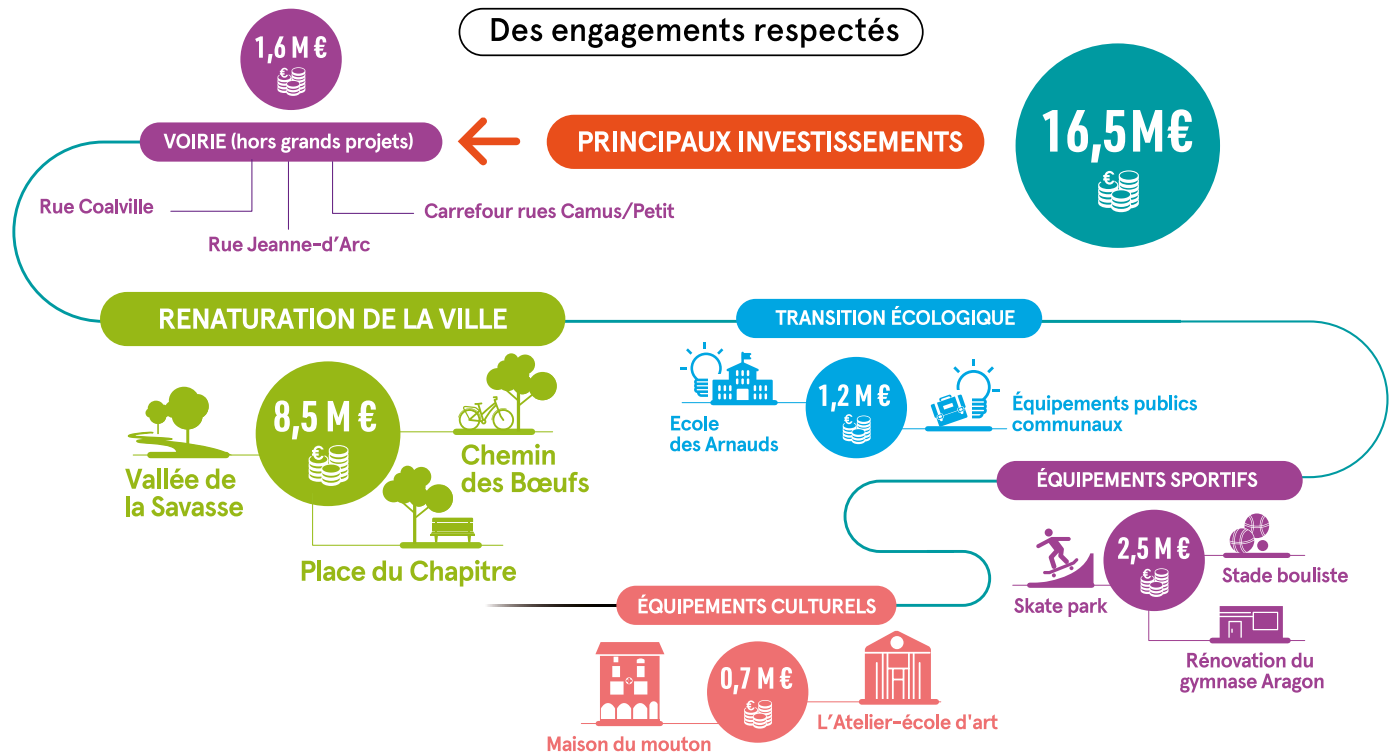 Des engagements respectés
1,6 M €
€
VOIRIE (hors grands projets)
PRINCIPAUX INVESTISSEMENTS
16,5M€
€
Rue Coalville
Rue Jeanne-d'Arc
Carrefour rues Camus/Petit
RENATURATION DE LA VILLE
8,5 M €
€
Vallée de
la Savasse
Chemin
des Bœufs
Place du Chapitre
TRANSITION ÉCOLOGIQUE
1,2 M €
€
Ecole
des Arnauds
Équipements publics
communaux
ÉQUIPEMENTS SPORTIFS
2,5 M €
€
Skate park
Stade bouliste
Rénovation du
gymnase Aragon
ÉQUIPEMENTS CULTURELS
0,7 M €
€
Maison du mouton
L'Atelier-école d'art